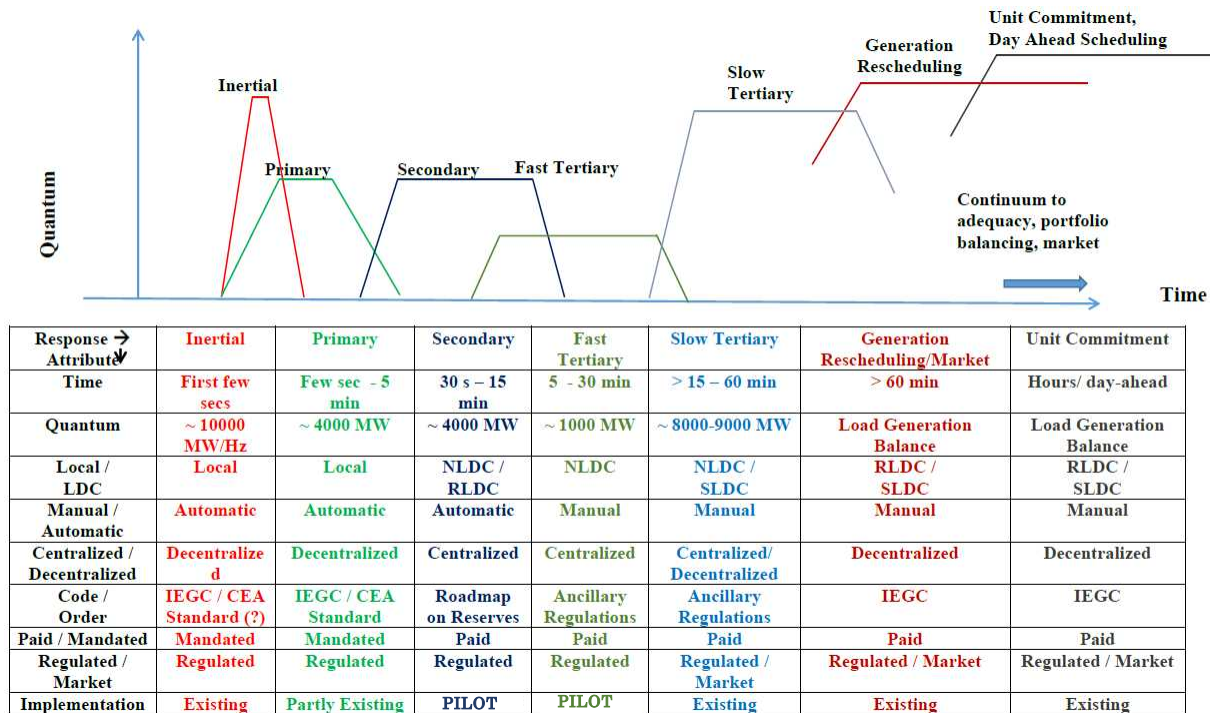 Unit Commitment,
Day Ahead Scheduling
Generation
Rescheduling
Slow
Tertiary
Inertial
Primary
Secondary
Fast Tertiary
Quantum
Continuum to
adequacy, portfolio
balancing, market
Time
Response → Inertial Primary Secondary Fast Slow Tertiary Generation Unit Commitment
Attribute↓ Tertiary Rescheduling/Market
Time First few Few sec - 5 30 s – 15 5 - 30 min > 15 – 60 min > 60 min Hours/ day-ahead
secs min min
Quantum ~ 10000 ~ 4000 MW ~ 4000 MW ~ 1000 MW ~ 8000-9000 MW Load Generation Load Generation
MW/Hz Balance Balance
Local / Local Local NLDC / NLDC NLDC / RLDC / RLDC /
LDC RLDC SLDC SLDC SLDC
Manual / Automatic Automatic Automatic Manual Manual Manual Manual
Automatic
Centralized / Decentralize Decentralized Centralized Centralized Centralized/ Decentralized Decentralized
Decentralized d Decentralized
Code / IEGC / CEA IEGC / CEA Roadmap Ancillary Ancillary IEGC IEGC
Order Standard (?) Standard on Reserves Regulations Regulations
Paid / Mandated Mandated Mandated Paid Paid Paid Paid Paid
Regulated / Regulated Regulated Regulated Regulated Regulated / Regulated / Market Regulated / Market
Market Market
Implementation Existing Partly Existing PILOT PILOT Existing Existing Existing